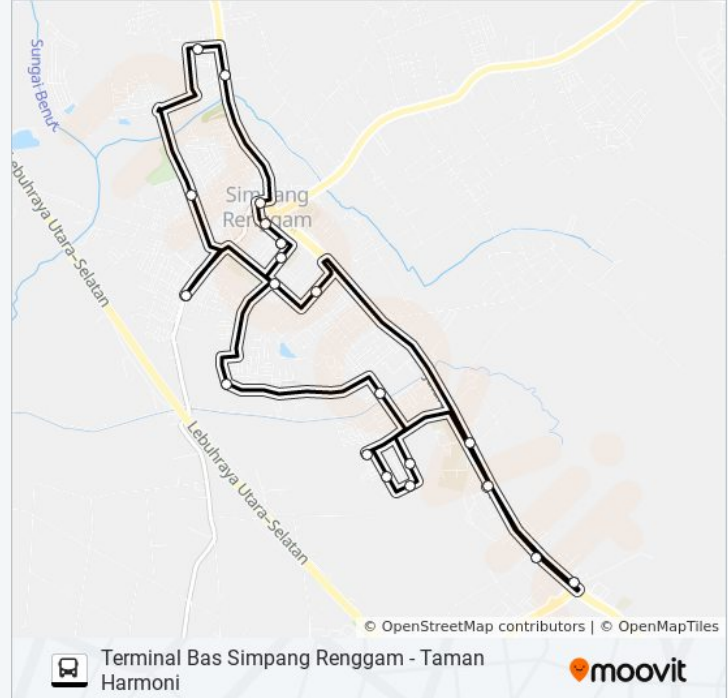 Sungai Benut
Simpang
Renggam
Lebuhraya Utara-Selatan
Lebuhraya Utara-Selatan
© OpenStreetMap contributors | © OpenMapTiles
Terminal Bas Simpang Renggam - Taman
Harmoni
moovit